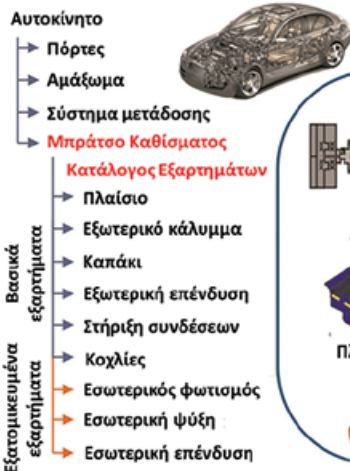 Αυτοκίνητο
Πόρτες
Αμάξωμα
Σύστημα μετάδοσης
Μπράτσο Καθίσματος
Κατάλογος Εξαρτημάτων
Πλαίσιο
Εξωτερικό κάλυμμα
Καπάκι
Εξωτερική επένδυση
Στήριξη συνδέσεων
Κοχλίες
Εσωτερικός φωτισμός
Εσωτερική ψύξη
Εσωτερική επένδυση
Βασικά
εξαρτήματα
Εξατομικευμένα
εξαρτήματα